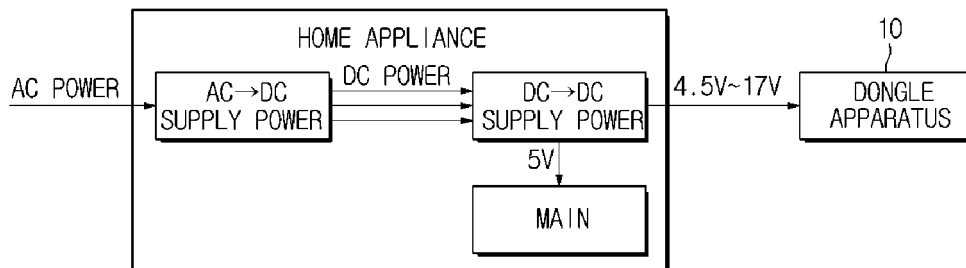 HOME APPLIANCE
10
AC POWER
AC→DC
SUPPLY POWER
DC POWER
DC→DC
SUPPLY POWER
4.5V~17V
DONGLE
APPARATUS
5V
MAIN